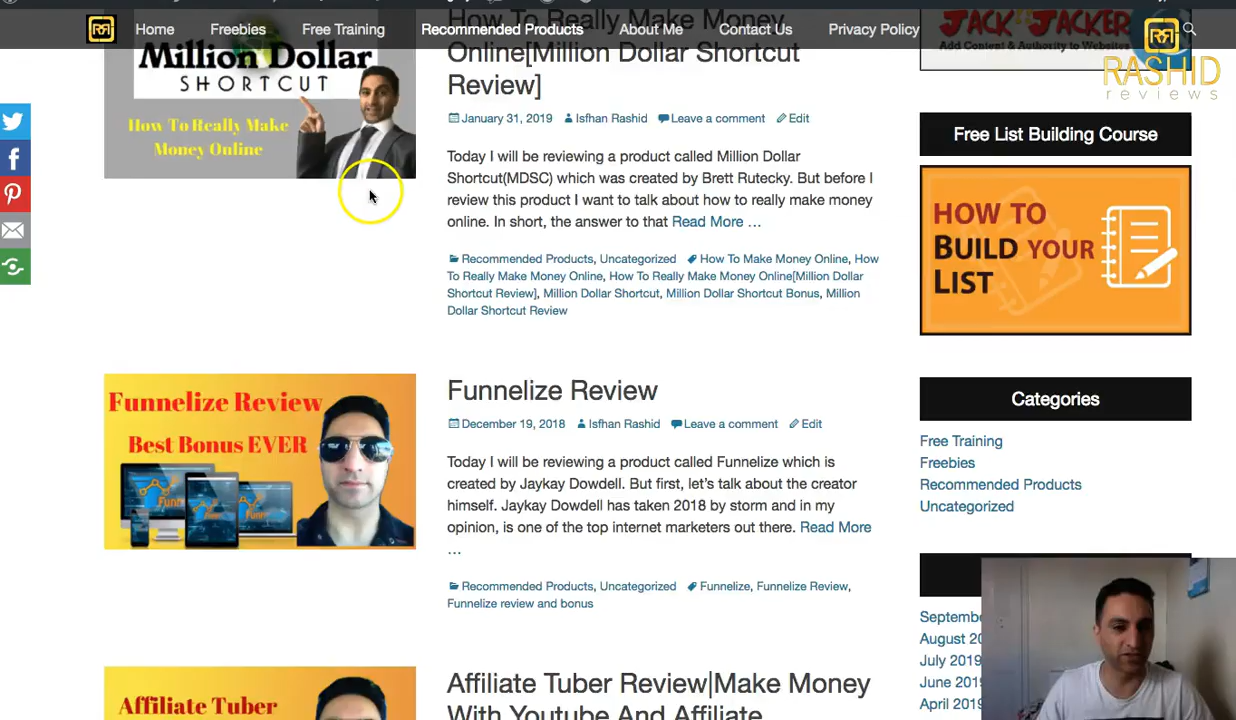 Home
Freebies
Free Training
Recommended Products
About Me
Contact Us
Privacy Policy
RR
RASHID
reviews
Million Dollar
SHORTCUT
How To Really Make
Money Online
How To Really Make Money
Online[Million Dollar Shortcut
Review]
January 31, 2019
Isfhan Rashid
Leave a comment
Edit
Today I will be reviewing a product called Million Dollar
Shortcut(MDSC) which was created by Brett Rutecky. But before I
review this product I want to talk about how to really make money
online. In short, the answer to that Read More …
Recommended Products, Uncategorized
How To Make Money Online, How
To Really Make Money Online, How To Really Make Money Online[Million Dollar
Shortcut Review], Million Dollar Shortcut, Million Dollar Shortcut Bonus, Million
Dollar Shortcut Review
Funnelize Review
Best Bonus EVER
Funnelize Review
December 19, 2018
Isfhan Rashid
Leave a comment
Edit
Today I will be reviewing a product called Funnelize which is
created by Jaykay Dowdell. But first, let's talk about the creator
himself. Jaykay Dowdell has taken 2018 by storm and in my
opinion, is one of the top internet marketers out there. Read More
…
Recommended Products, Uncategorized
Funnelize, Funnelize Review,
Funnelize review and bonus
Affiliate Tuber
Affiliate Tuber Review|Make Money
With Youtube And Affiliate
JACK JACKER
Add Content & Authority to Websites
Free List Building Course
HOW TO
BUILD YOUR
LIST
Categories
Free Training
Freebies
Recommended Products
Uncategorized
Septembe
August 20
July 2019
June 2019
April 2019